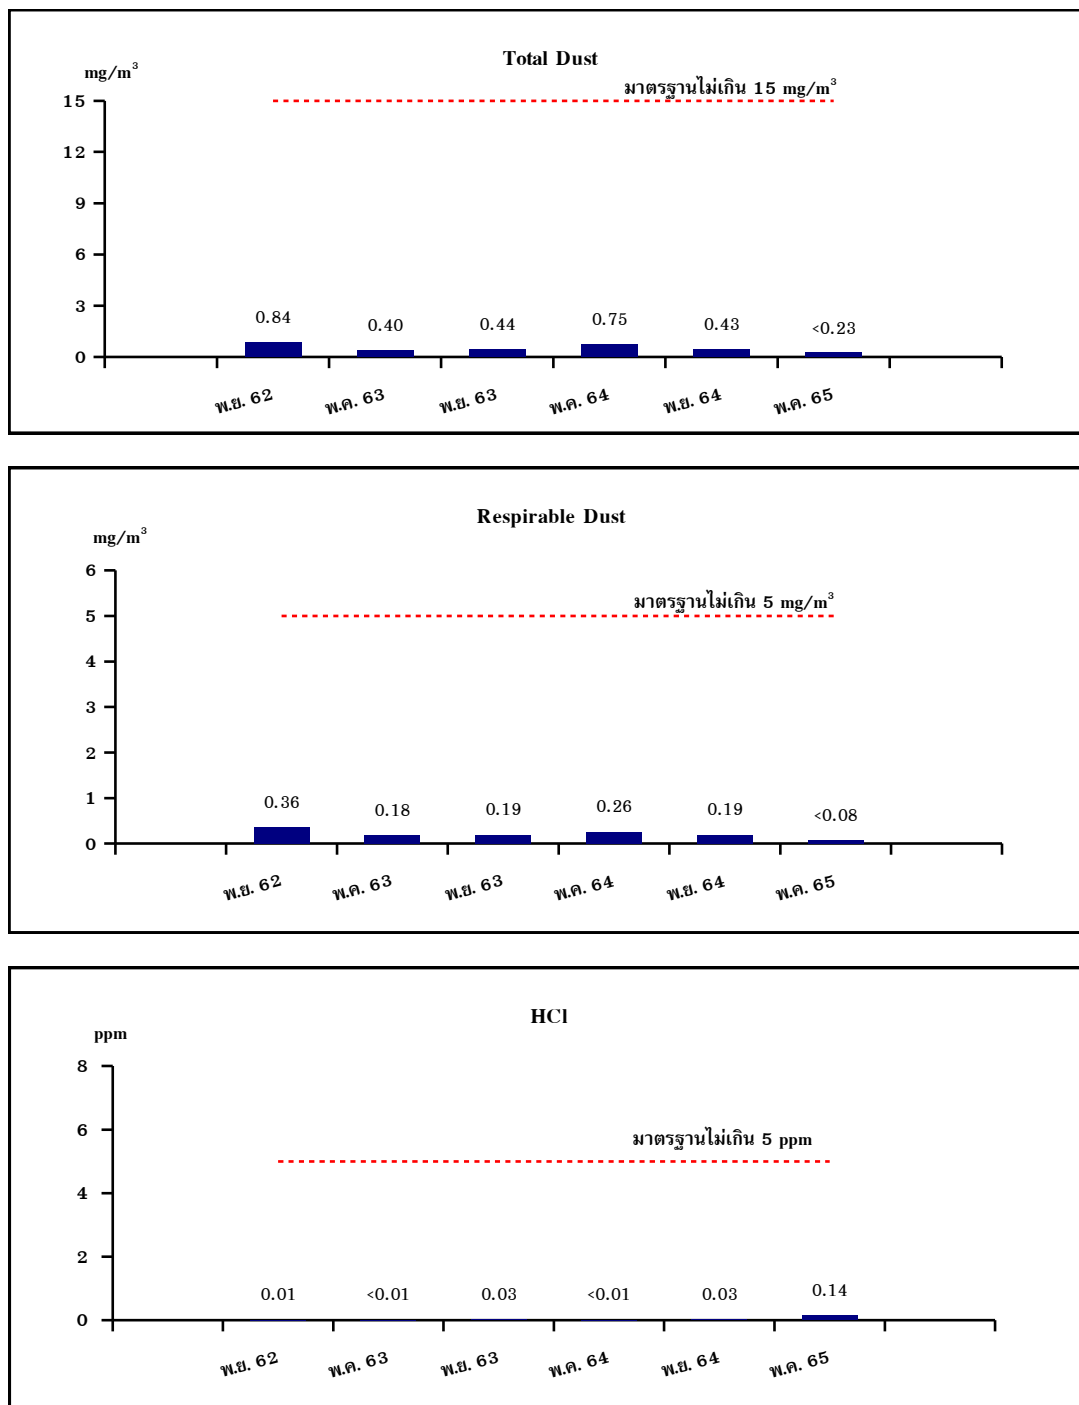 Total Dust
mg/m³
มาตรฐานไม่เกิน 15 mg/m³
15
12
9
6
3
0
0.84 0.40 0.44 0.75 0.43 <0.23
พ.ย. 62 พ.ค. 63 พ.ย. 63 พ.ค. 64 พ.ย. 64 พ.ค. 65
Respirable Dust
mg/m³
มาตรฐานไม่เกิน 5 mg/m³
6
5
4
3
2
1
0
0.36 0.18 0.19 0.26 0.19 <0.08
พ.ย. 62 พ.ค. 63 พ.ย. 63 พ.ค. 64 พ.ย. 64 พ.ค. 65
HCl
ppm
มาตรฐานไม่เกิน 5 ppm
8
6
4
2
0
0.01 <0.01 0.03 <0.01 0.03 0.14
พ.ย. 62 พ.ค. 63 พ.ย. 63 พ.ค. 64 พ.ย. 64 พ.ค. 65